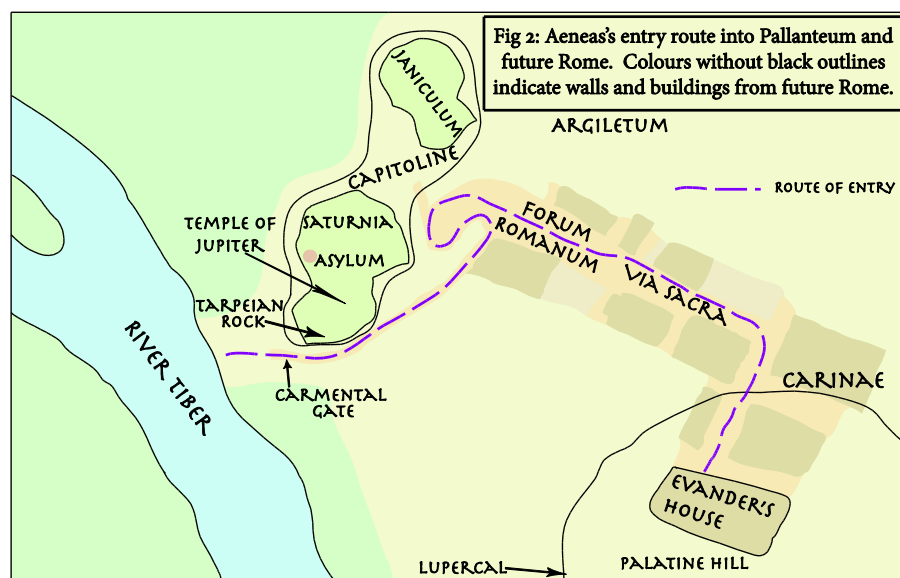 Fig 2: Aeneas's entry route into Pallanteum and
future Rome.  Colours without black outlines
indicate walls and buildings from future Rome.
JANICULUM
ARGILETUM
CAPITOLINE
ROUTE OF ENTRY
FORUM
ROMANUM
SATURNIA
TEMPLE OF
JUPITER
ASYLUM
VIA SACRA
TARPEIAN
ROCK
RIVER TIBER
CARMENTAL
GATE
CARINAE
EVANDER'S
HOUSE
LUPERCAL
PALATINE HILL